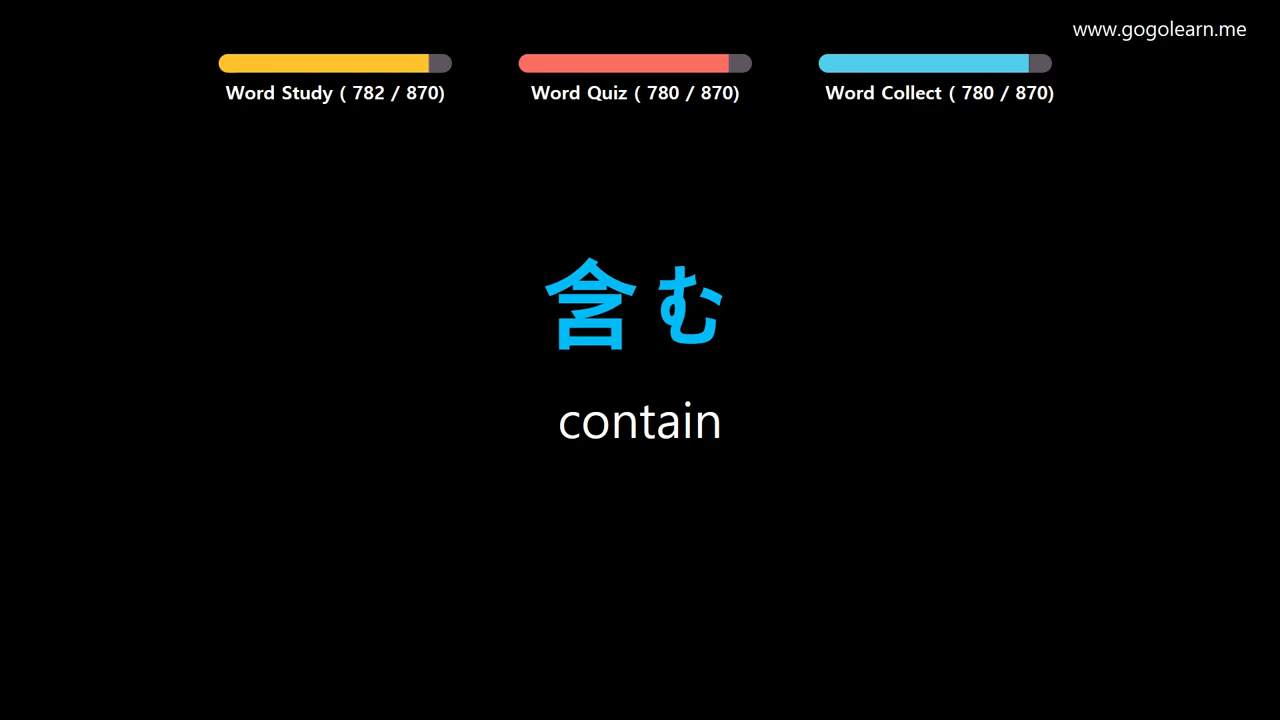 www.gogolearn.me
Word Study ( 782 / 870)
Word Quiz ( 780 / 870)
Word Collect ( 780 / 870)
含む
contain